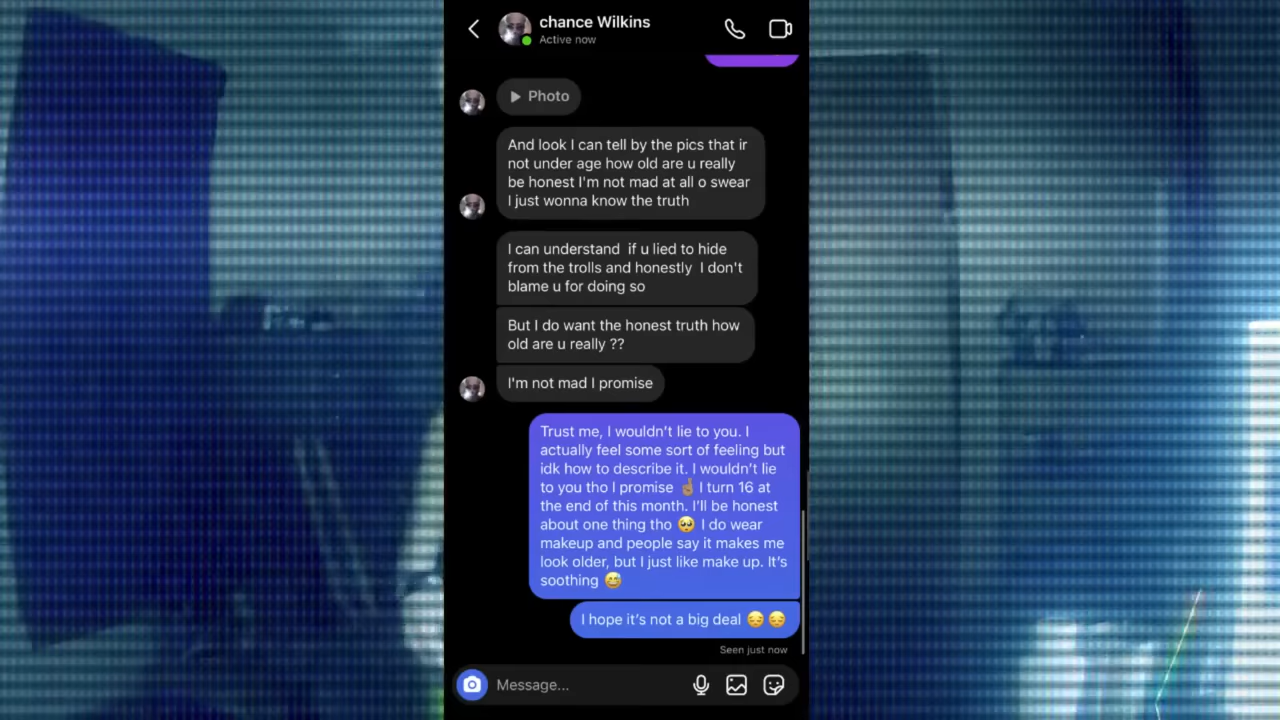 chance Wilkins
Active now
Photo
And look I can tell by the pics that ir
not under age how old are u really
be honest I'm not mad at all o swear
I just wonna know the truth
I can understand  if u lied to hide
from the trolls and honestly  I don't
blame u for doing so
But I do want the honest truth how
old are u really ??
I'm not mad I promise
Trust me, I wouldn't lie to you. I
actually feel some sort of feeling but
idk how to describe it. I wouldn't lie
to you tho I promise 🤞🏽 I turn 16 at
the end of this month. I'll be honest
about one thing tho 🥺 I do wear
makeup and people say it makes me
look older, but I just like make up. It's
soothing 😅
I hope it's not a big deal 😔 😔
Seen just now
Message...